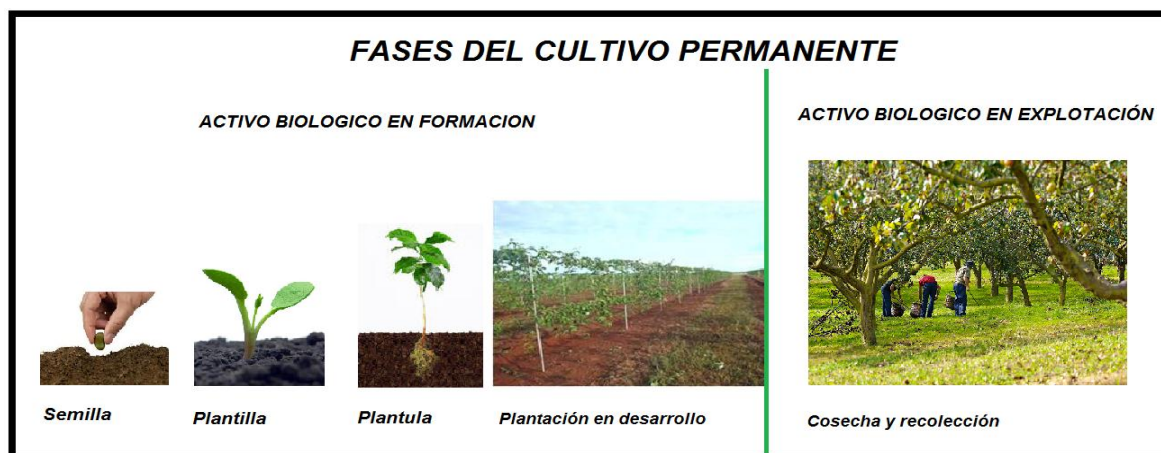 FASES DEL CULTIVO PERMANENTE
ACTIVO BIOLOGICO EN FORMACION
ACTIVO BIOLOGICO EN EXPLOTACIÓN
Semilla
Plantilla
Plantula
Plantación en desarrollo
Cosecha y recolección